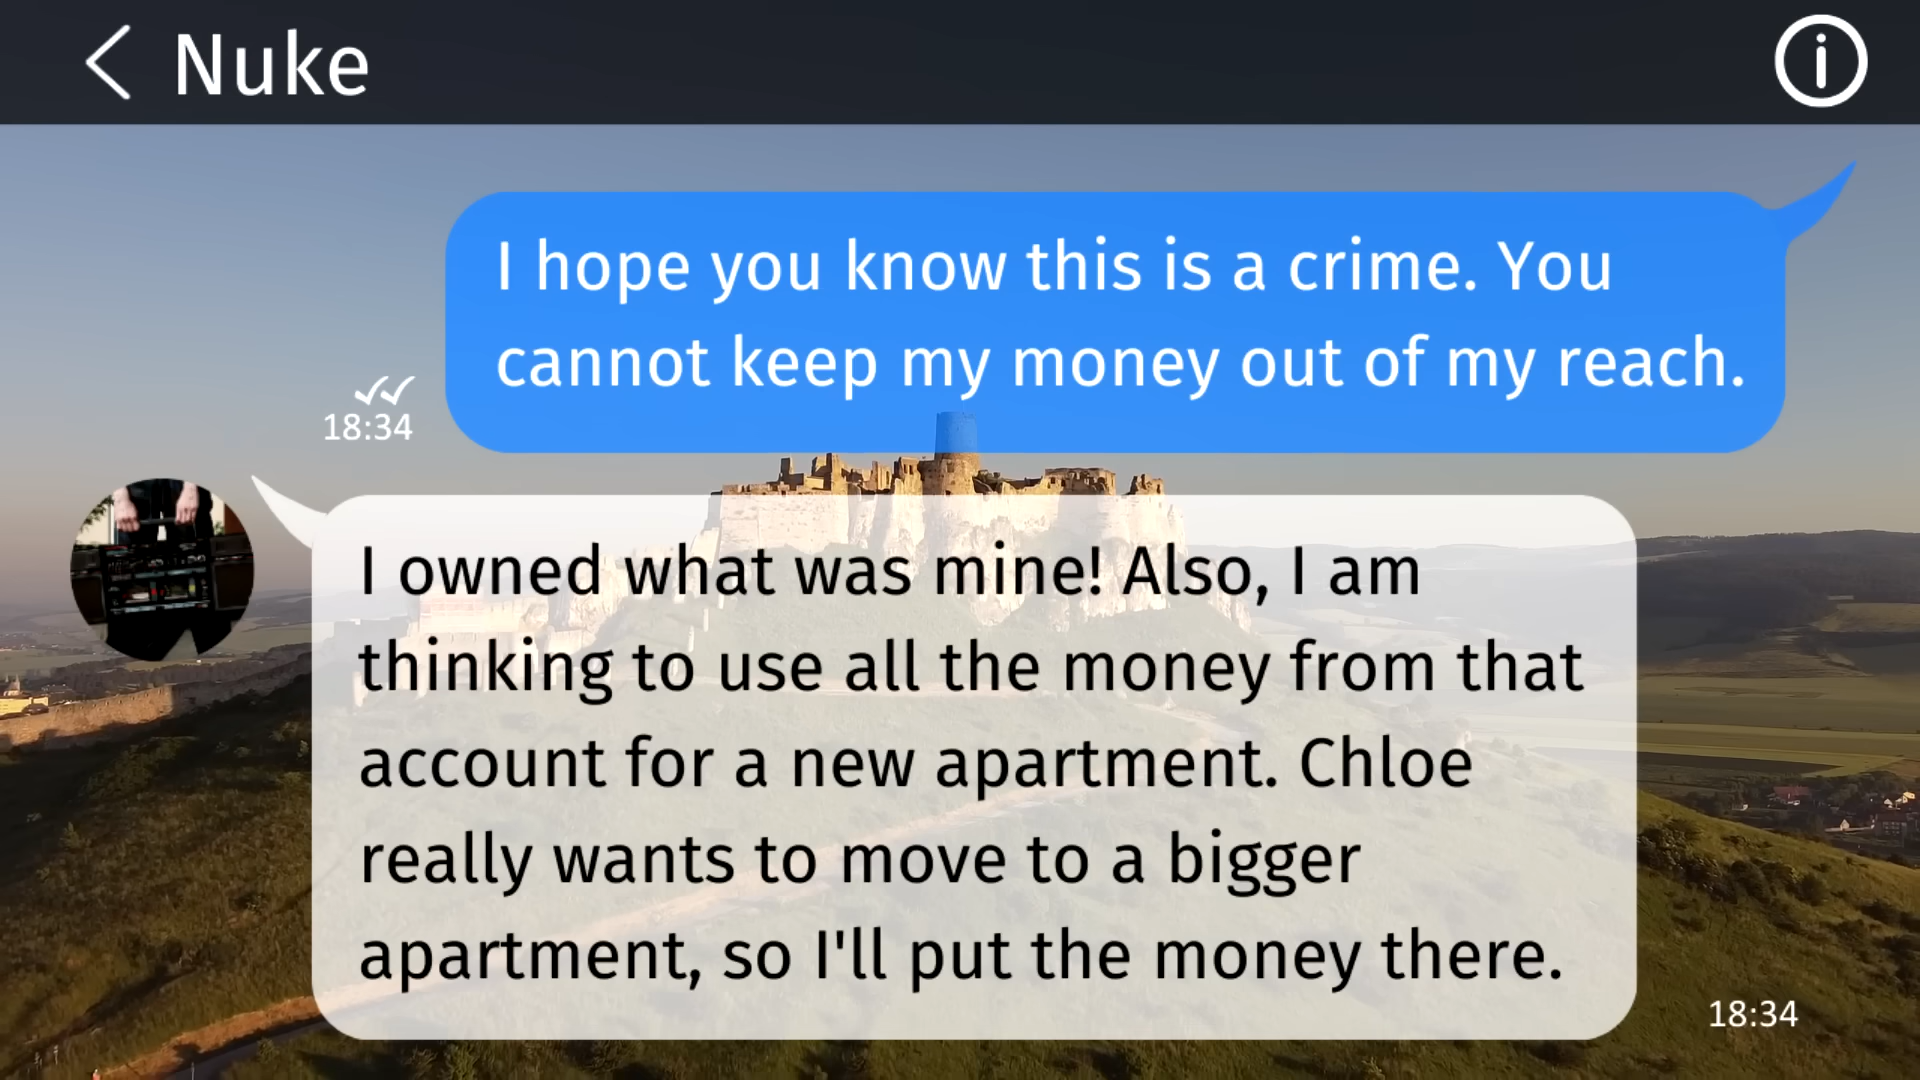 Nuke
I hope you know this is a crime. You
cannot keep my money out of my reach.
18:34
I owned what was mine! Also, I am
thinking to use all the money from that
account for a new apartment. Chloe
really wants to move to a bigger
apartment, so I'll put the money there.
18:34